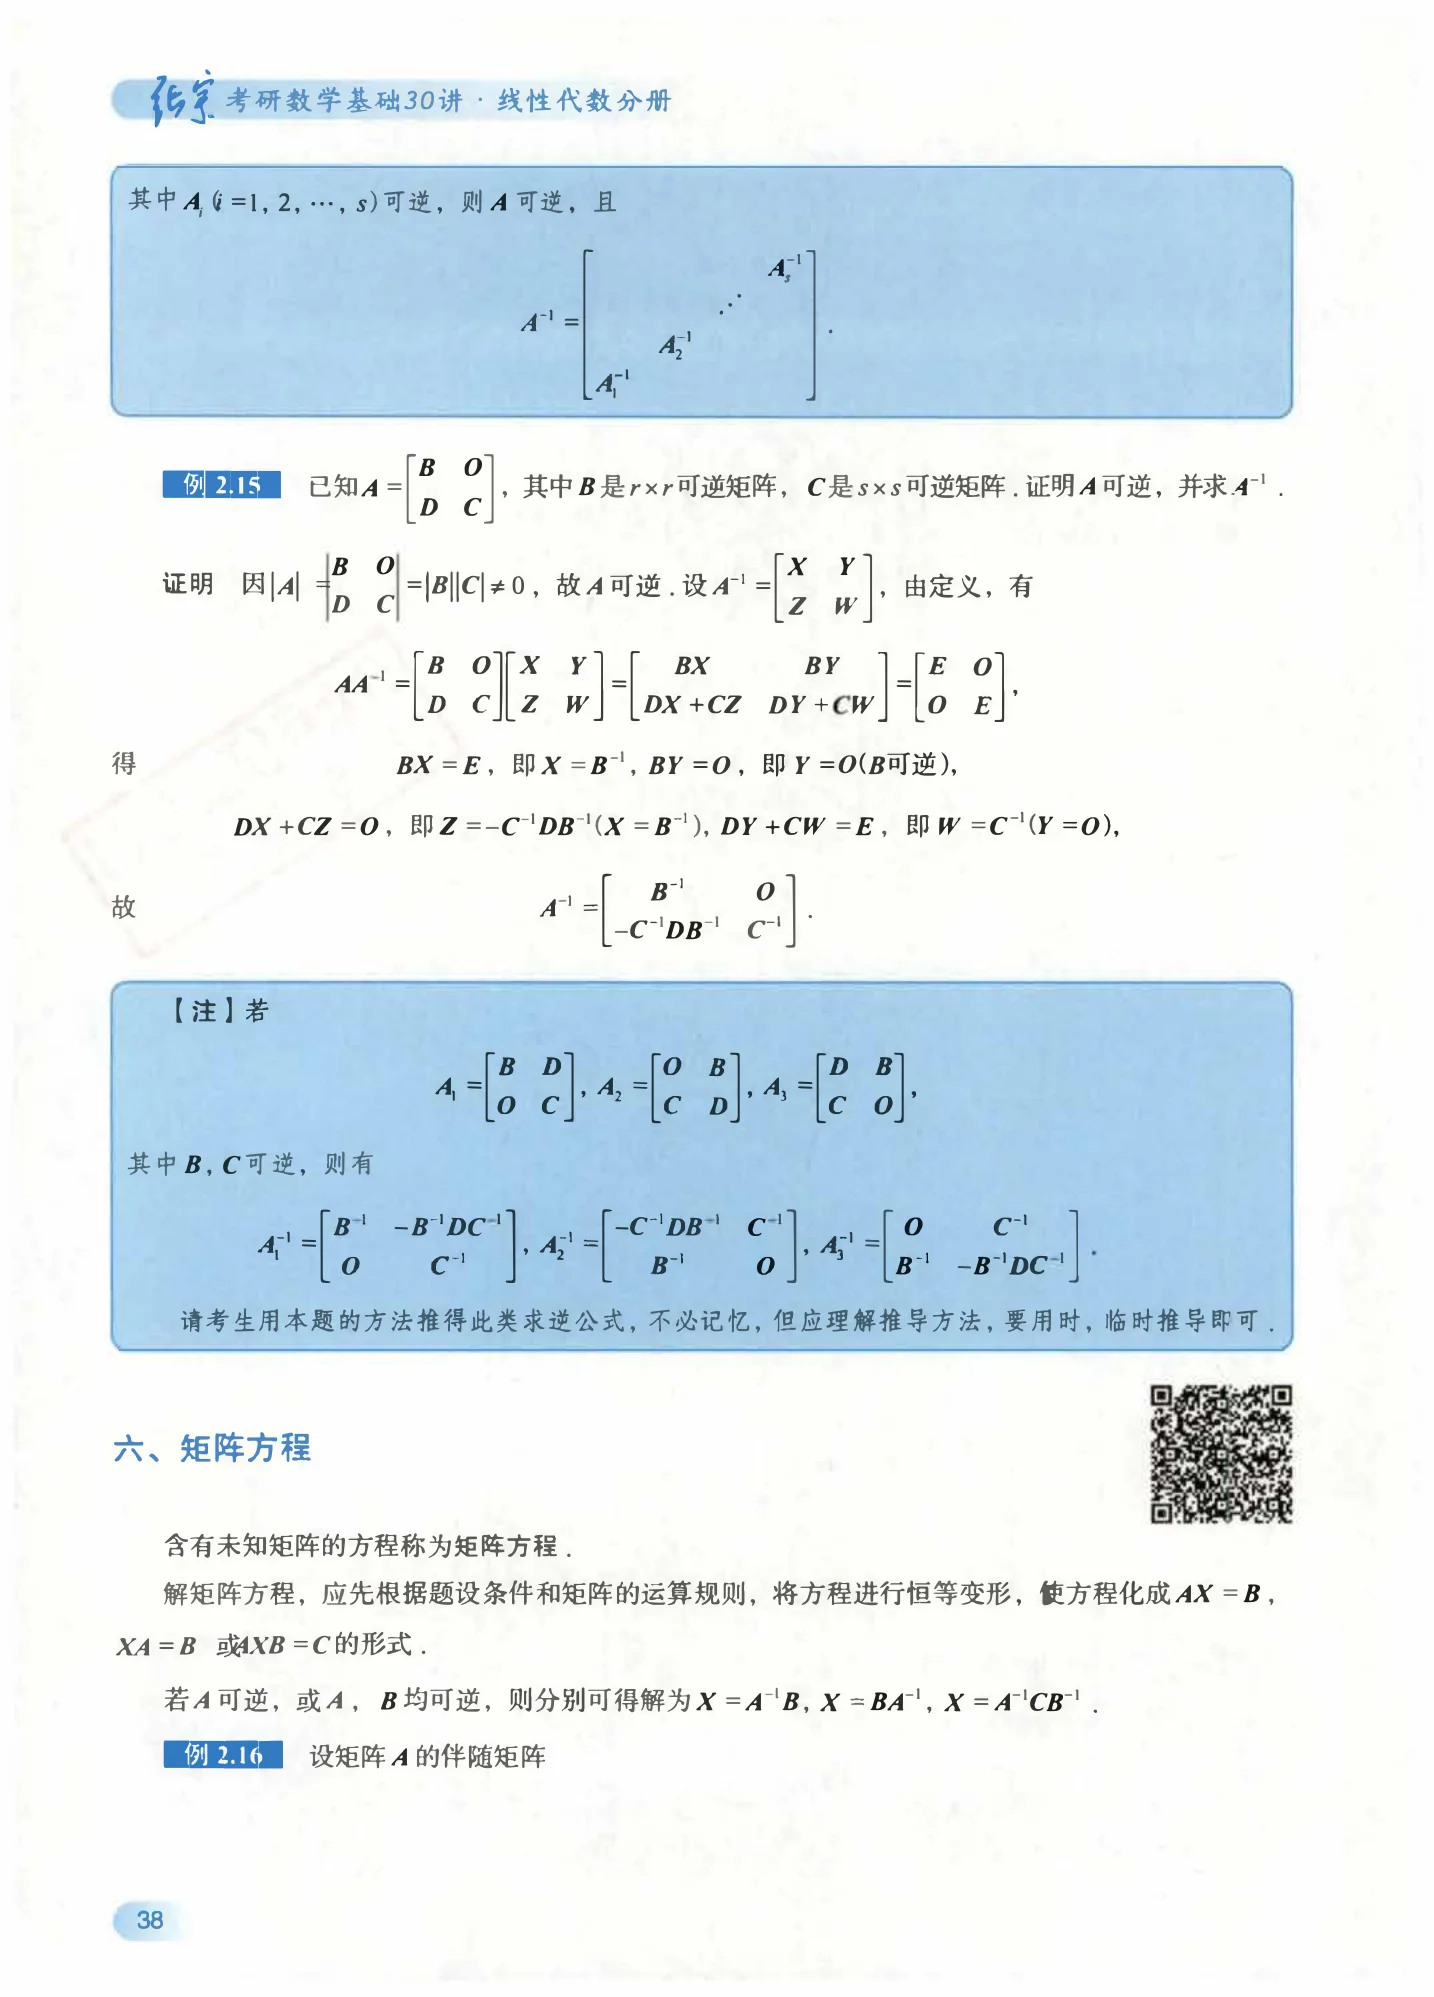 张宇考研数学基础30讲·线性代数分册
其中 A_i (i=1, 2, ⋯, s)可逆，则 A 可逆，且
A^{-1} = \begin{bmatrix} & & & A_s^{-1} \\ & & ⋰ & \\ & A_2^{-1} & & \\ A_1^{-1} & & & \end{bmatrix}.
例 2.15 已知 A = \begin{bmatrix} B & O \\ D & C \end{bmatrix}，其中 B 是 r×r 可逆矩阵，C 是 s×s 可逆矩阵.证明 A 可逆，并求 A^{-1}.
证明 因 |A| = \begin{vmatrix} B & O \\ D & C \end{vmatrix} = |B||C| ≠ 0，故 A 可逆.设 A^{-1} = \begin{bmatrix} X & Y \\ Z & W \end{bmatrix}，由定义，有
AA^{-1} = \begin{bmatrix} B & O \\ D & C \end{bmatrix}\begin{bmatrix} X & Y \\ Z & W \end{bmatrix} = \begin{bmatrix} BX & BY \\ DX+CZ & DY+CW \end{bmatrix} = \begin{bmatrix} E & O \\ O & E \end{bmatrix},
得 BX = E，即 X = B^{-1}, BY = O，即 Y = O(B可逆),
DX + CZ = O，即 Z = -C^{-1}DB^{-1}(X = B^{-1}), DY + CW = E，即 W = C^{-1}(Y = O),
故 A^{-1} = \begin{bmatrix} B^{-1} & O \\ -C^{-1}DB^{-1} & C^{-1} \end{bmatrix}.
【注】若
A_1 = \begin{bmatrix} B & D \\ O & C \end{bmatrix}, A_2 = \begin{bmatrix} O & B \\ C & D \end{bmatrix}, A_3 = \begin{bmatrix} D & B \\ C & O \end{bmatrix},
其中 B, C 可逆，则有
A_1^{-1} = \begin{bmatrix} B^{-1} & -B^{-1}DC^{-1} \\ O & C^{-1} \end{bmatrix}, A_2^{-1} = \begin{bmatrix} -C^{-1}DB^{-1} & C^{-1} \\ B^{-1} & O \end{bmatrix}, A_3^{-1} = \begin{bmatrix} O & C^{-1} \\ B^{-1} & -B^{-1}DC^{-1} \end{bmatrix}.
请考生用本题的方法推得此类求逆公式，不必记忆，但应理解推导方法，要用时，临时推导即可.
六、矩阵方程
含有未知矩阵的方程称为矩阵方程.
解矩阵方程，应先根据题设条件和矩阵的运算规则，将方程进行恒等变形，使方程化成 AX = B，
XA = B 或 AXB = C 的形式.
若 A 可逆，或 A，B 均可逆，则分别可得解为 X = A^{-1}B, X = BA^{-1}, X = A^{-1}CB^{-1}.
例 2.16 设矩阵 A 的伴随矩阵
38